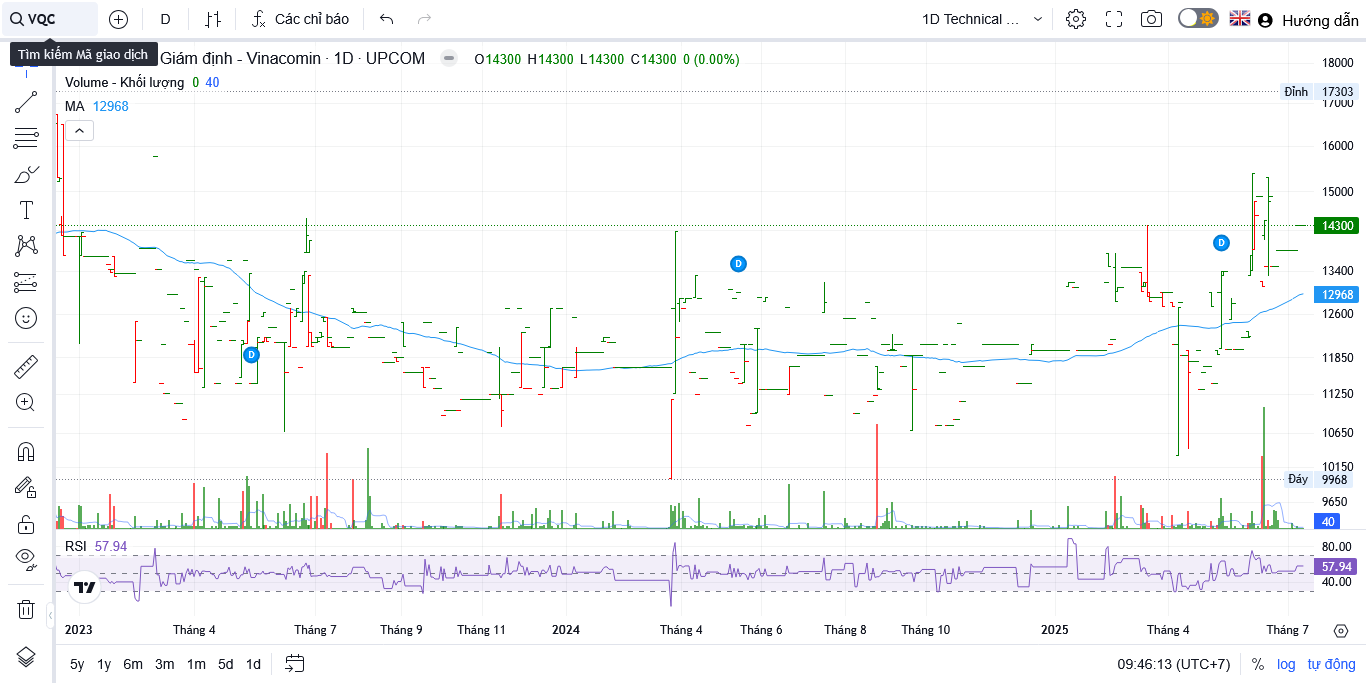 VQC
D
Các chỉ báo
1D Technical ...
Hướng dẫn
Tìm kiếm Mã giao dịch
Giám định - Vinacomin · 1D · UPCOM
O14300 H14300 L14300 C14300 0 (0.00%)
Volume - Khối lượng 0 40
MA 12968
18000
Đỉnh 17303
17000
16000
15000
14300
13400
12968
12600
11850
11250
10650
10150
Đáy 9968
9650
40
D
D
D
RSI 57.94
80.00
57.94
40.00
2023
Tháng 4
Tháng 7
Tháng 9
Tháng 11
2024
Tháng 4
Tháng 6
Tháng 8
Tháng 10
2025
Tháng 4
Tháng 7
5y 1y 6m 3m 1m 5d 1d
09:46:13 (UTC+7)
% log tự động